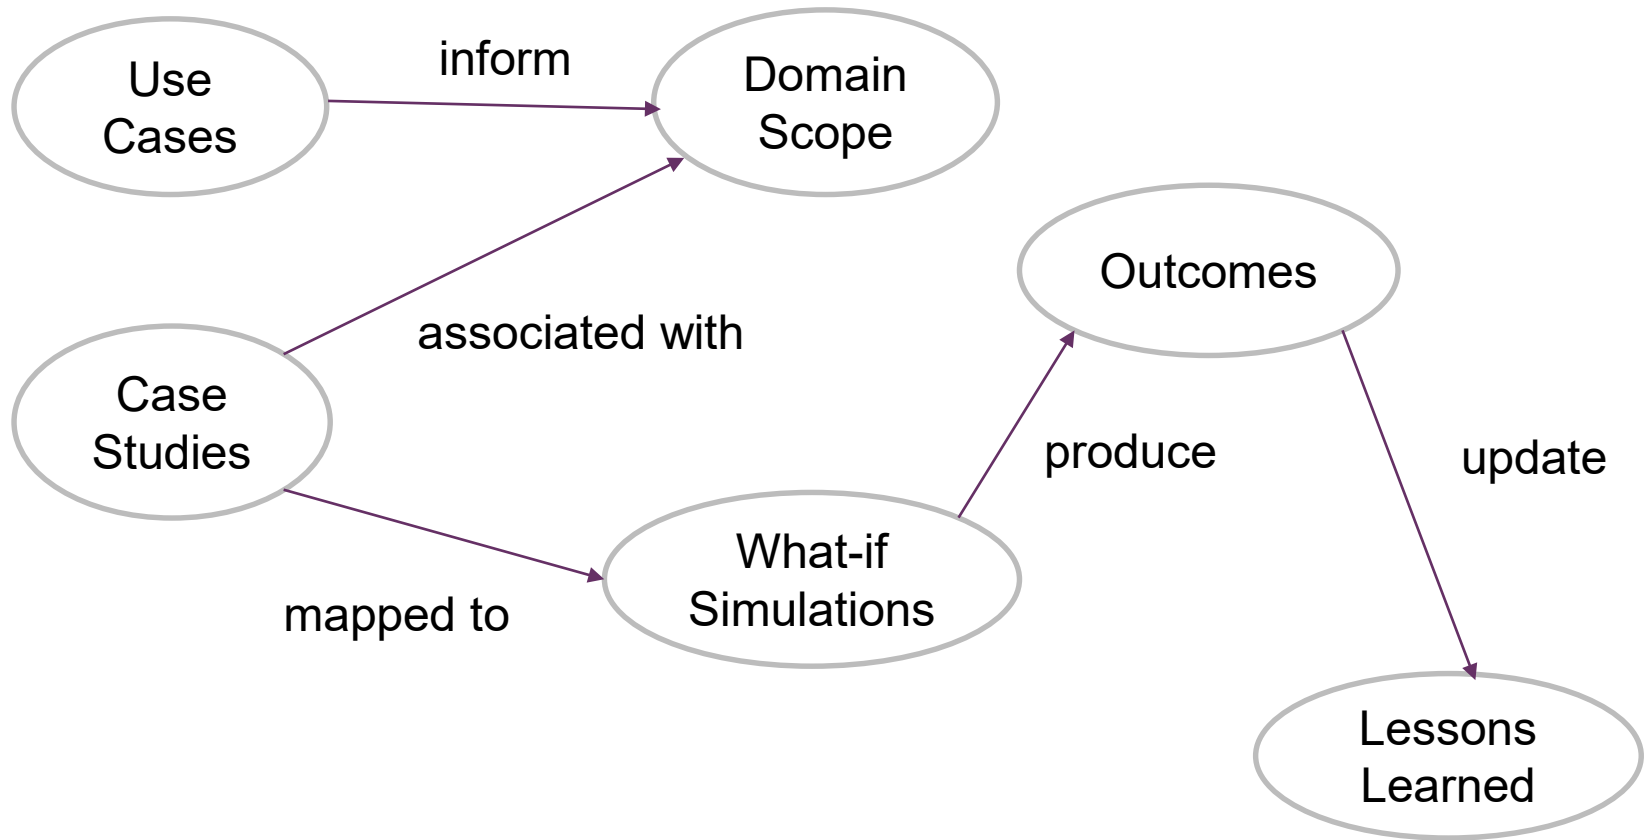 Use
Cases
inform
Domain
Scope
Outcomes
associated with
Case
Studies
produce
update
mapped to
What-if
Simulations
Lessons
Learned